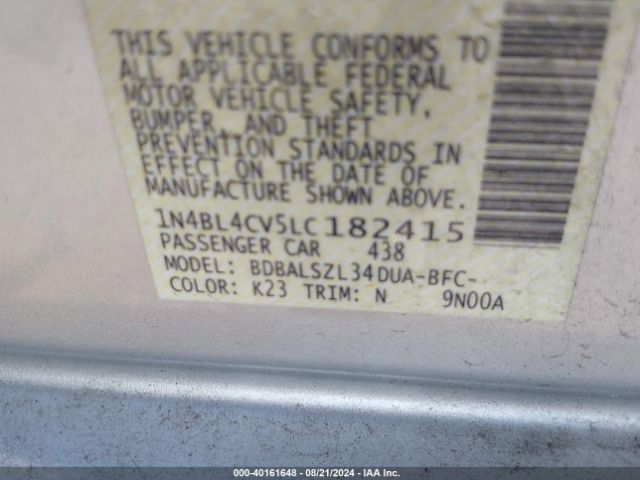 THIS VEHICLE CONFORMS TO
ALL APPLICABLE FEDERAL
MOTOR VEHICLE SAFETY,
BUMPER, AND THEFT
PREVENTION STANDARDS IN
EFFECT ON THE DATE OF
MANUFACTURE SHOWN ABOVE.
1N4BL4CV5LC182415
PASSENGER CAR 438
MODEL: BDBALSZL34DUA-BFC-
COLOR: K23 TRIM: N 9N00A
000-40161648 - 08/21/2024 - IAA Inc.